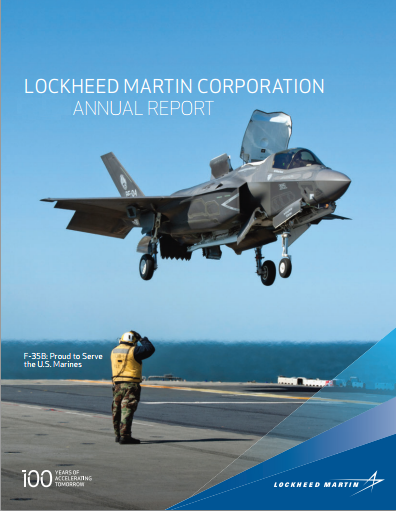 LOCKHEED MARTIN CORPORATION
ANNUAL REPORT
F-35B: Proud to Serve
the U.S. Marines
100 YEARS OF
ACCELERATING
TOMORROW
LOCKHEED MARTIN